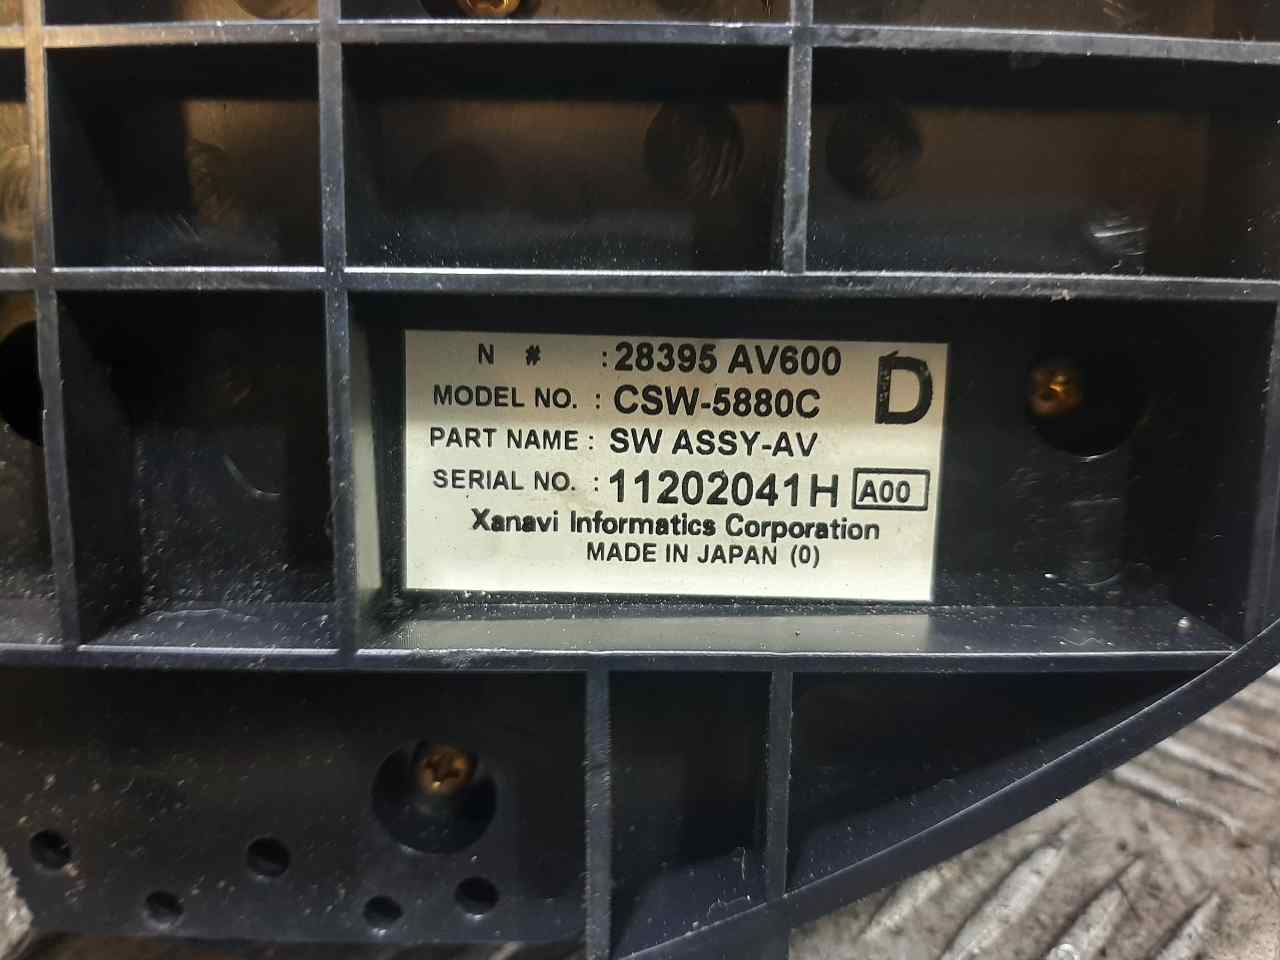 N # : 28395 AV600
D
MODEL NO. : CSW-5880C
PART NAME : SW ASSY-AV
SERIAL NO. : 11202041H A00
Xanavi Informatics Corporation
MADE IN JAPAN (0)